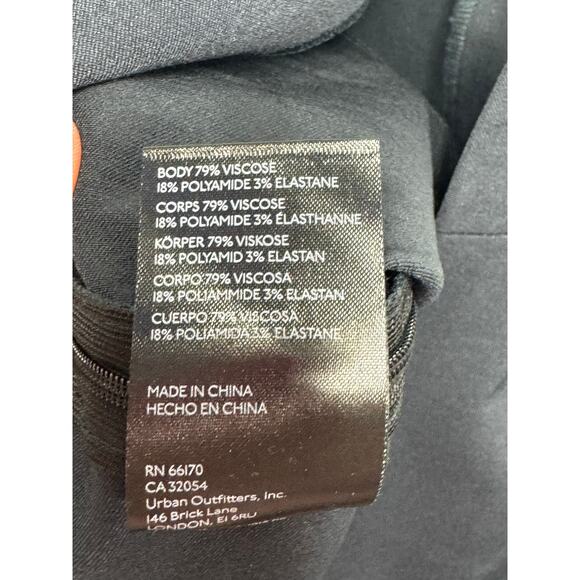 BODY 79% VISCOSE
18% POLYAMIDE 3% ELASTANE
CORPS 79% VISCOSE
18% POLYAMIDE 3% ÉLASTHANNE
KÖRPER 79% VISKOSE
18% POLYAMID 3% ELASTAN
CORPO 79% VISCOSA
18% POLIAMMIDE 3% ELASTAN
CUERPO 79% VISCOSA
18% POLIAMIDA 3% ELASTANE
MADE IN CHINA
HECHO EN CHINA
RN 66170
CA 32054
Urban Outfitters, Inc.
146 Brick Lane
LONDON, E1 6RU